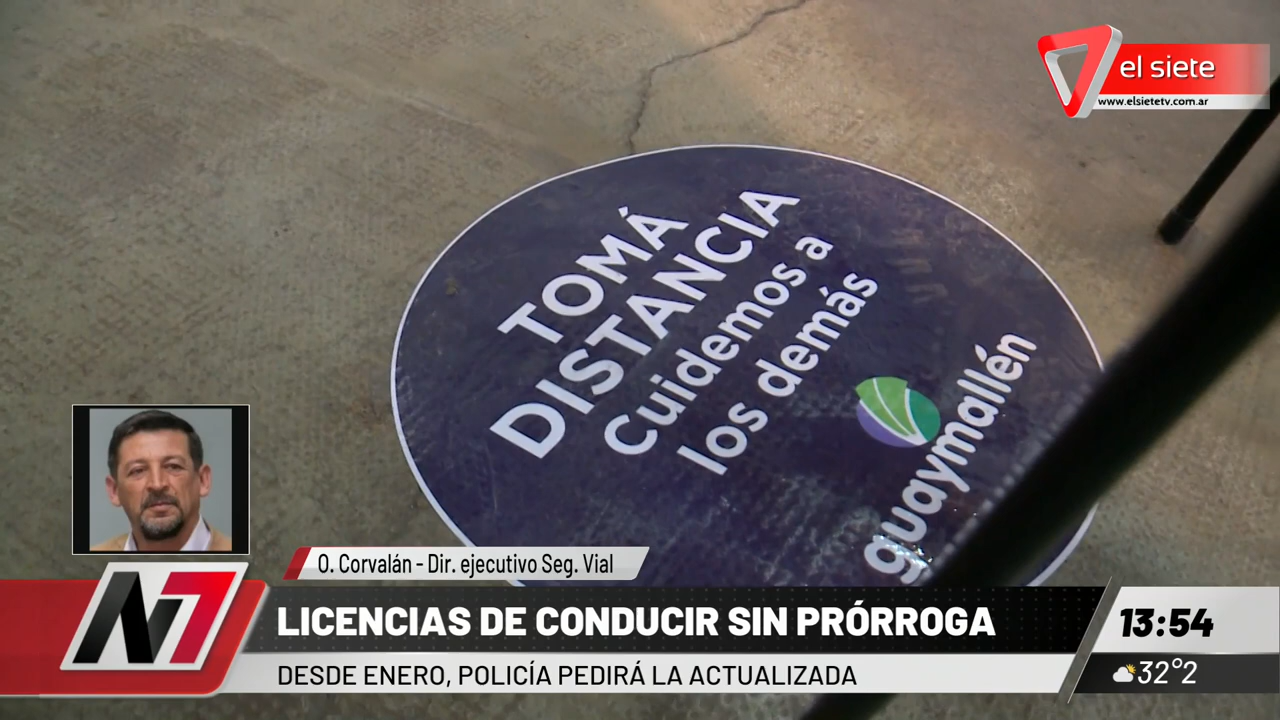 el siete
www.elsietetv.com.ar
TOMÁ
DISTANCIA
Cuidemos a
los demás
guaymallén
O. Corvalán - Dir. ejecutivo Seg. Vial
N7
LICENCIAS DE CONDUCIR SIN PRÓRROGA
13:54
DESDE ENERO, POLICÍA PEDIRÁ LA ACTUALIZADA
32°2